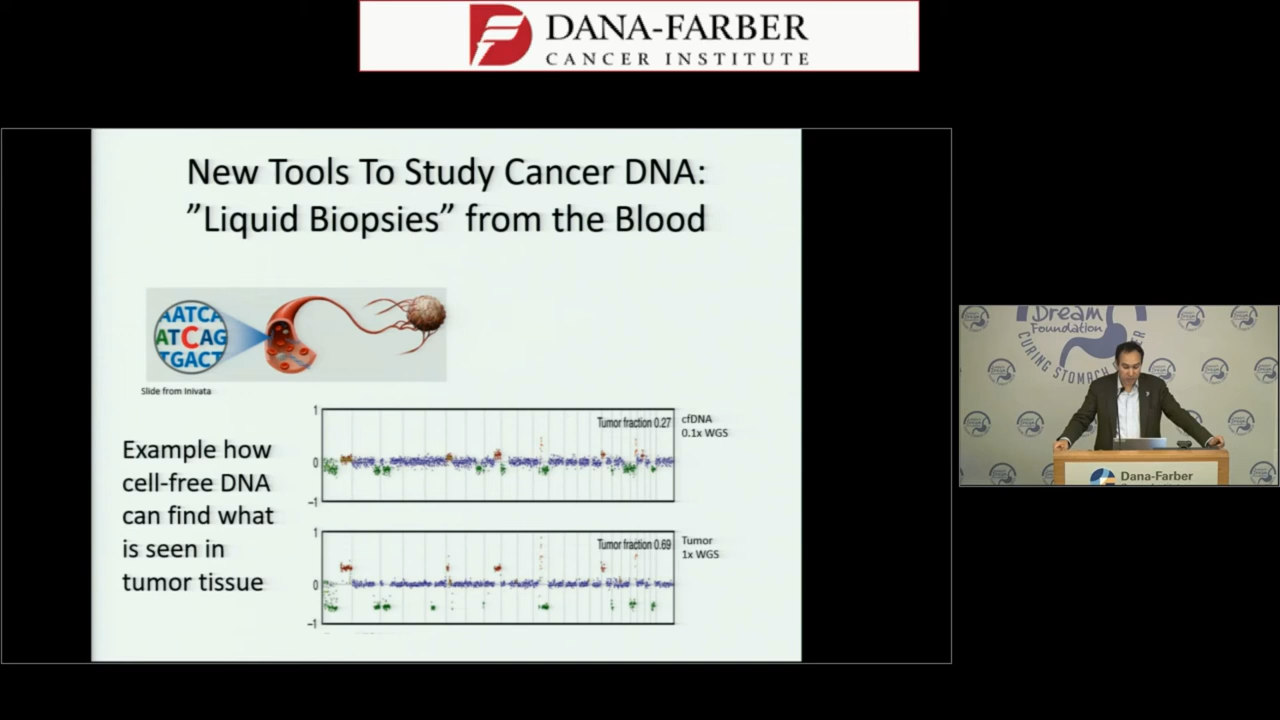 DANA-FARBER
CANCER INSTITUTE
New Tools To Study Cancer DNA:
”Liquid Biopsies” from the Blood
AATCA
ATCAG
TGACT
Slide from Inivata
Example how
cell-free DNA
can find what
is seen in
tumor tissue
1
0
−1
Tumor fraction 0.27
cfDNA
0.1x WGS
1
0
−1
Tumor fraction 0.69
Tumor
1x WGS
Dream
Foundation
CURING STOMACH
Dana-Farber